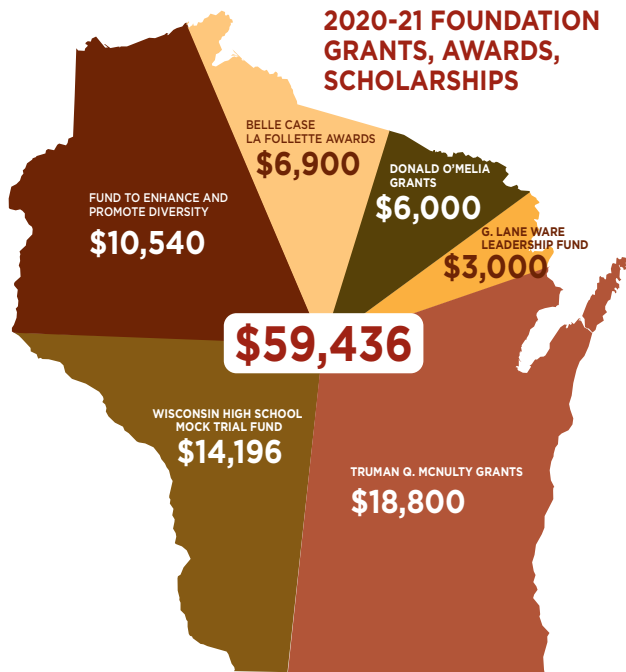 2020-21 FOUNDATION
GRANTS, AWARDS,
SCHOLARSHIPS
BELLE CASE
LA FOLLETTE AWARDS
$6,900
DONALD O'MELIA
GRANTS
$6,000
FUND TO ENHANCE AND
PROMOTE DIVERSITY
$10,540
G. LANE WARE
LEADERSHIP FUND
$3,000
$59,436
WISCONSIN HIGH SCHOOL
MOCK TRIAL FUND
$14,196
TRUMAN Q. MCNULTY GRANTS
$18,800